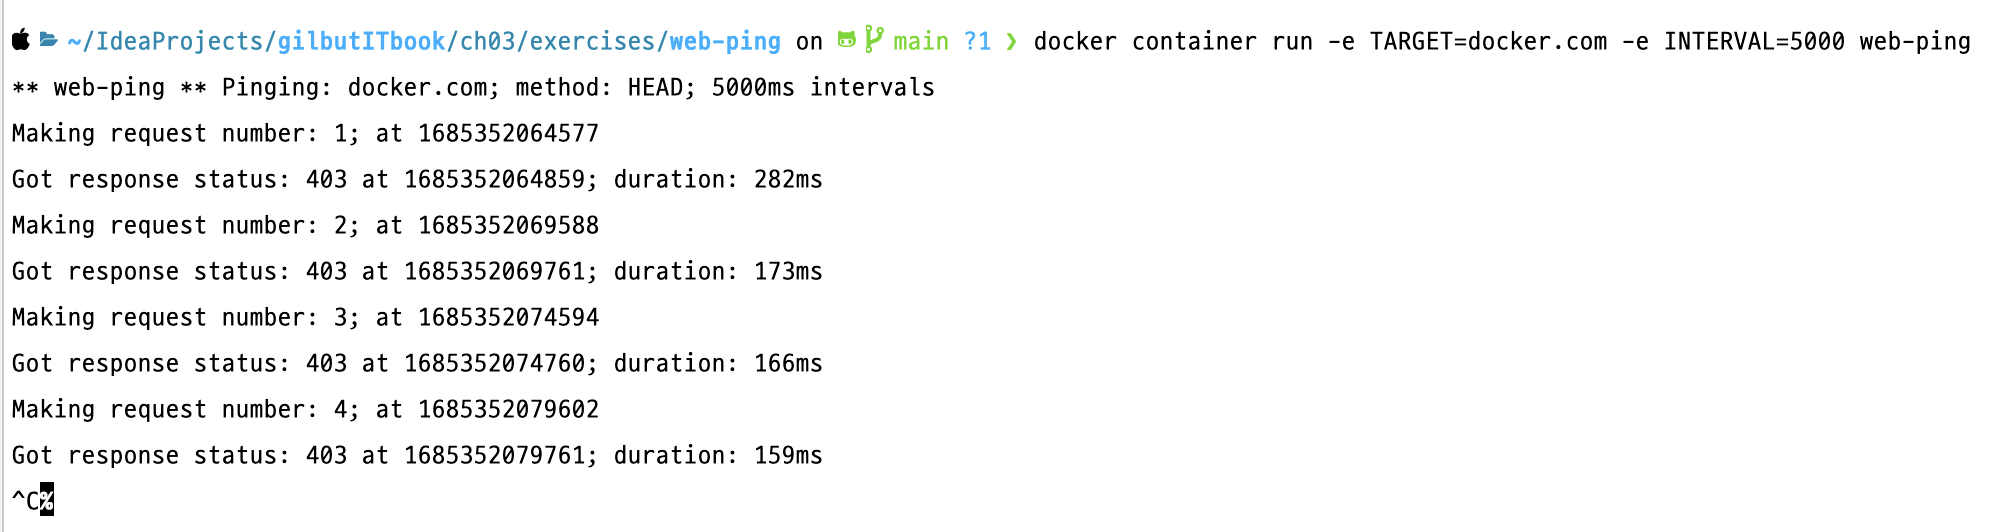 ~/IdeaProjects/gilbutITbook/ch03/exercises/web-ping on main ?1 ❯ docker container run -e TARGET=docker.com -e INTERVAL=5000 web-ping
** web-ping ** Pinging: docker.com; method: HEAD; 5000ms intervals
Making request number: 1; at 1685352064577
Got response status: 403 at 1685352064859; duration: 282ms
Making request number: 2; at 1685352069588
Got response status: 403 at 1685352069761; duration: 173ms
Making request number: 3; at 1685352074594
Got response status: 403 at 1685352074760; duration: 166ms
Making request number: 4; at 1685352079602
Got response status: 403 at 1685352079761; duration: 159ms
^C%